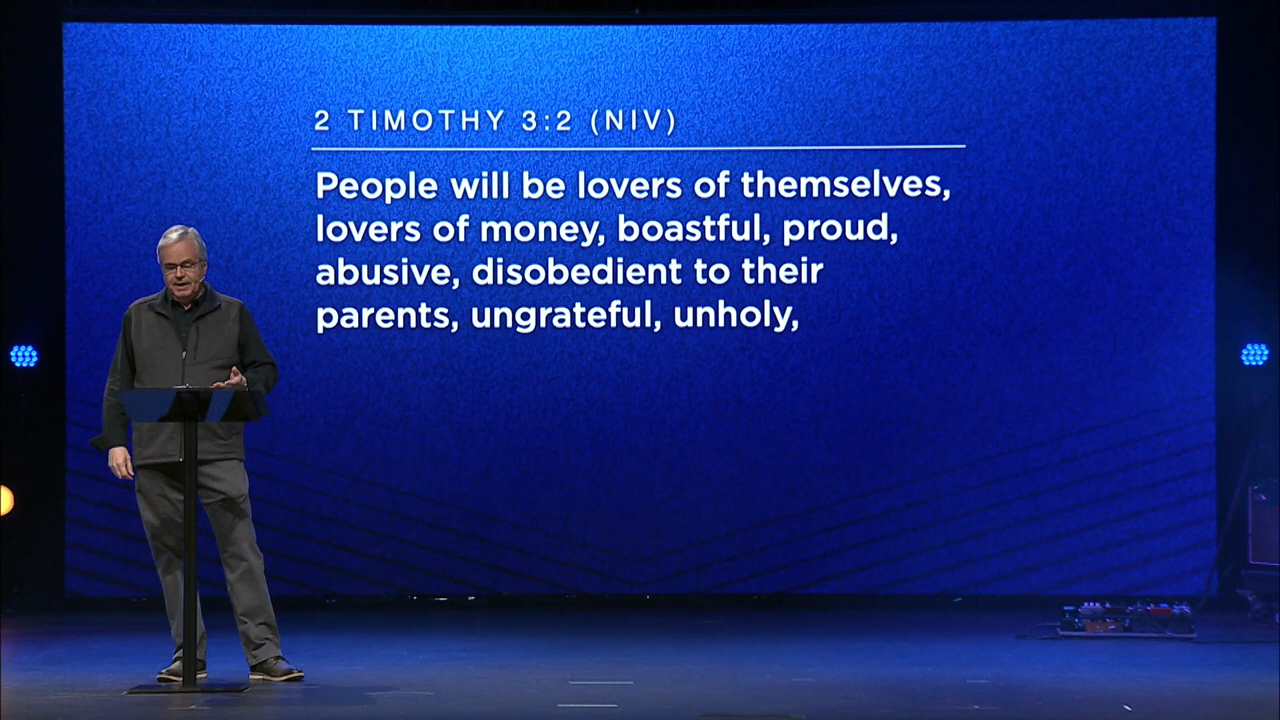 2 TIMOTHY 3:2 (NIV)
People will be lovers of themselves,
lovers of money, boastful, proud,
abusive, disobedient to their
parents, ungrateful, unholy,